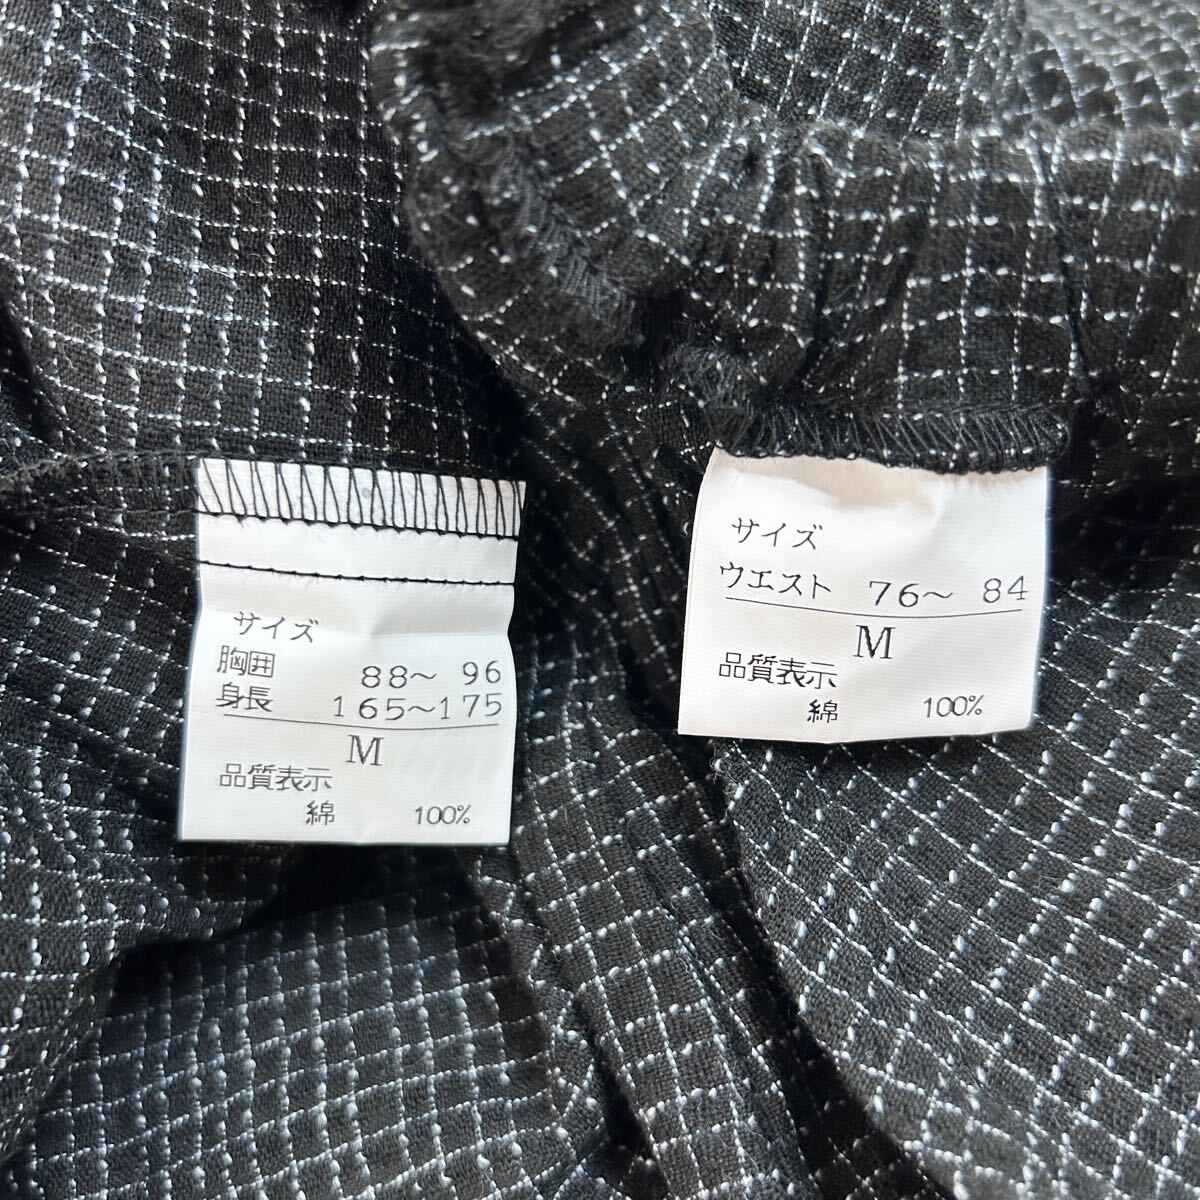 サイズ
胸囲 88～ 96
身長 165～175
M
品質表示
綿 100%
サイズ
ウエスト 76～ 84
M
品質表示
綿 100%